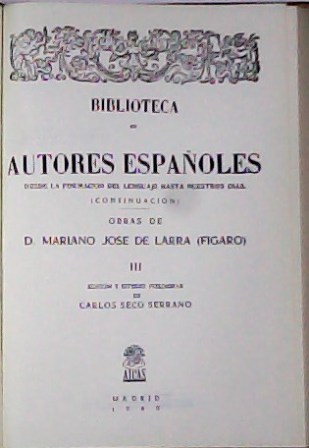 BIBLIOTECA
DE
AUTORES ESPAÑOLES
DESDE LA FORMACION DEL LENGUAJE HASTA NUESTROS DIAS.
(CONTINUACION)
OBRAS DE
D. MARIANO JOSE DE LARRA (FIGARO)
III
EDICION Y ESTUDIO PRELIMINAR
DE
CARLOS SECO SERRANO
ATLAS
MADRID
1960